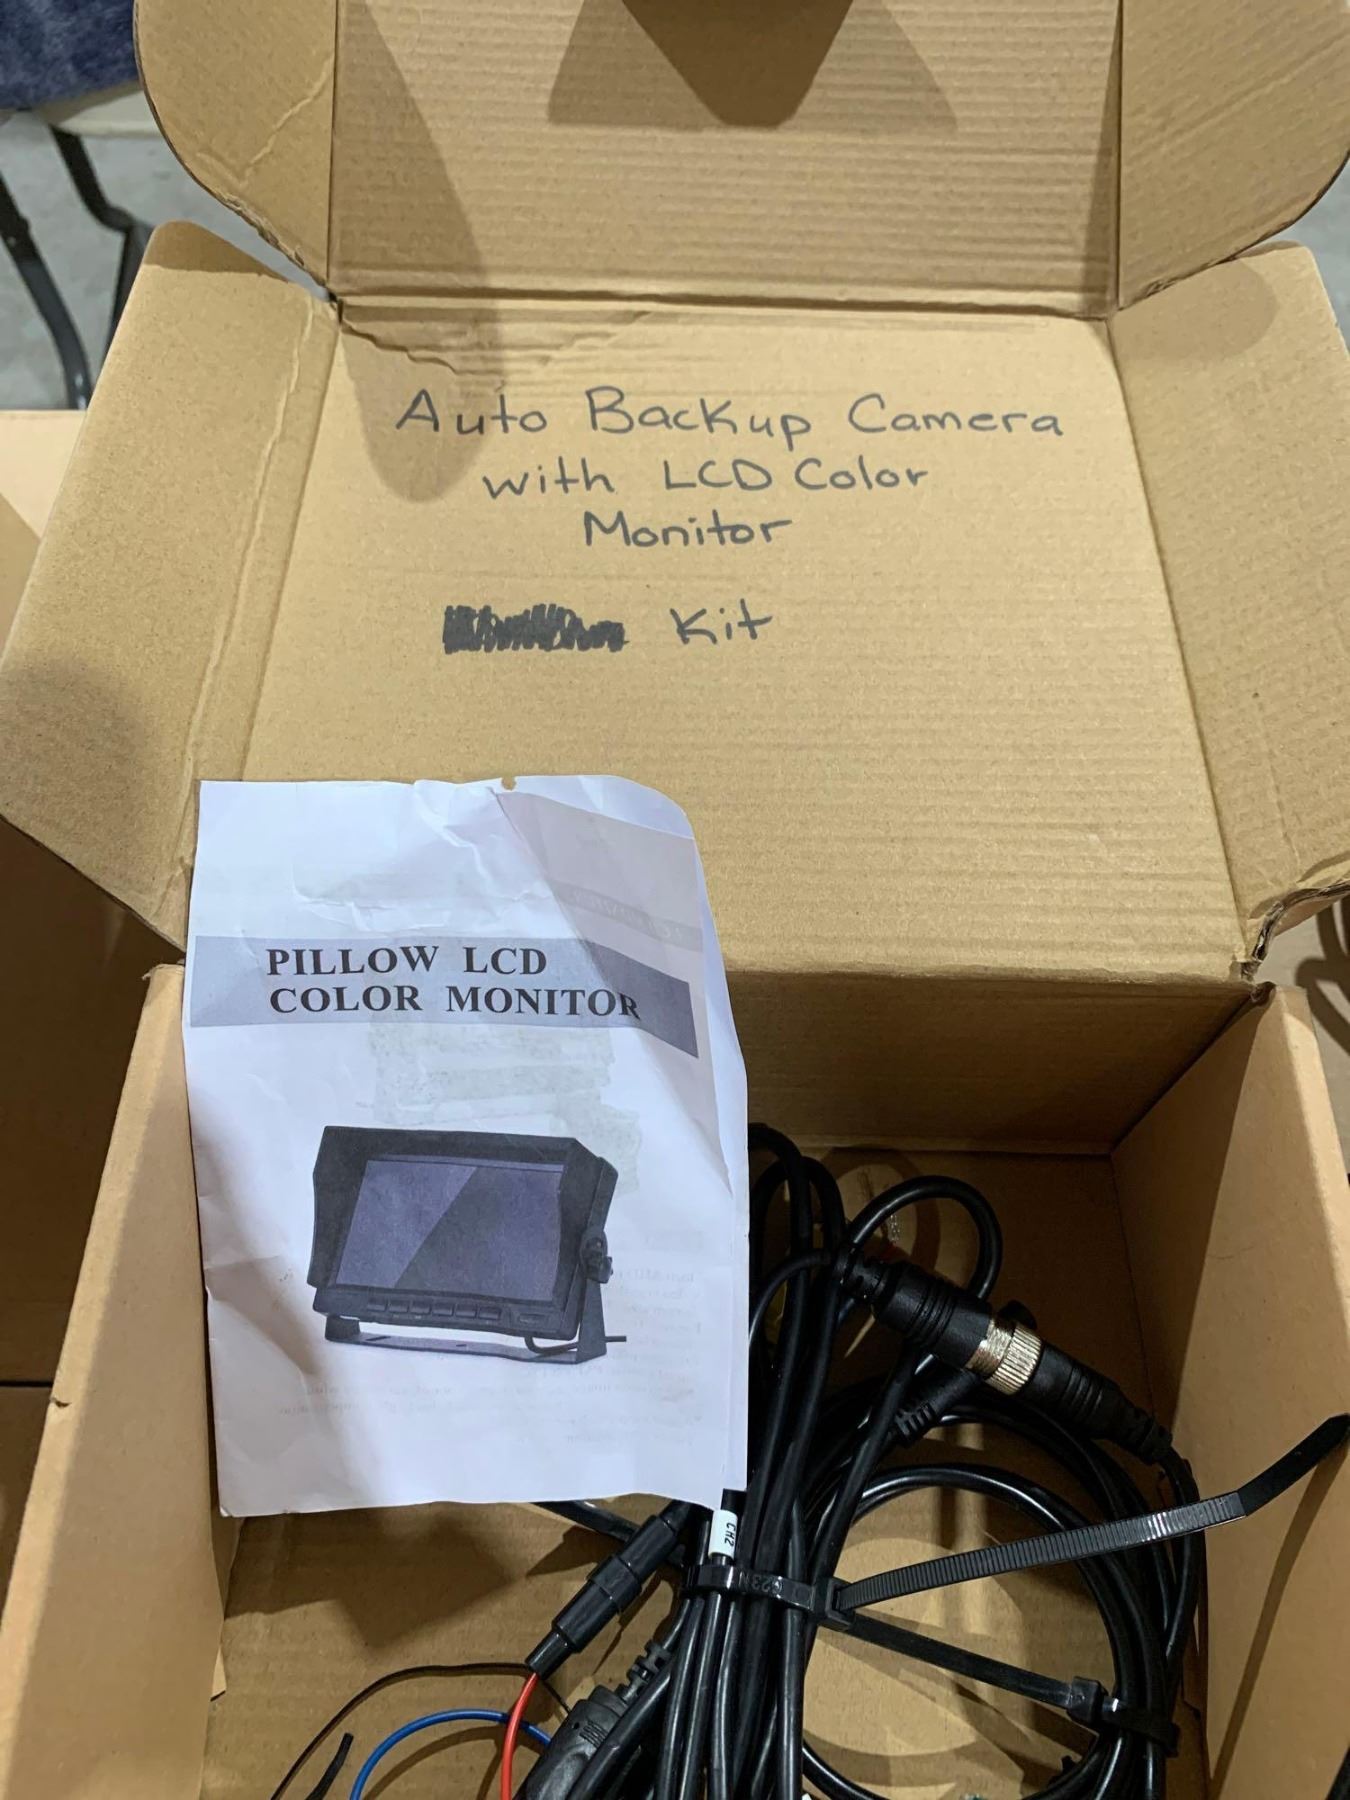 Auto Backup Camera
with LCD Color
Monitor
Kit
PILLOW LCD
COLOR MONITOR
CH2